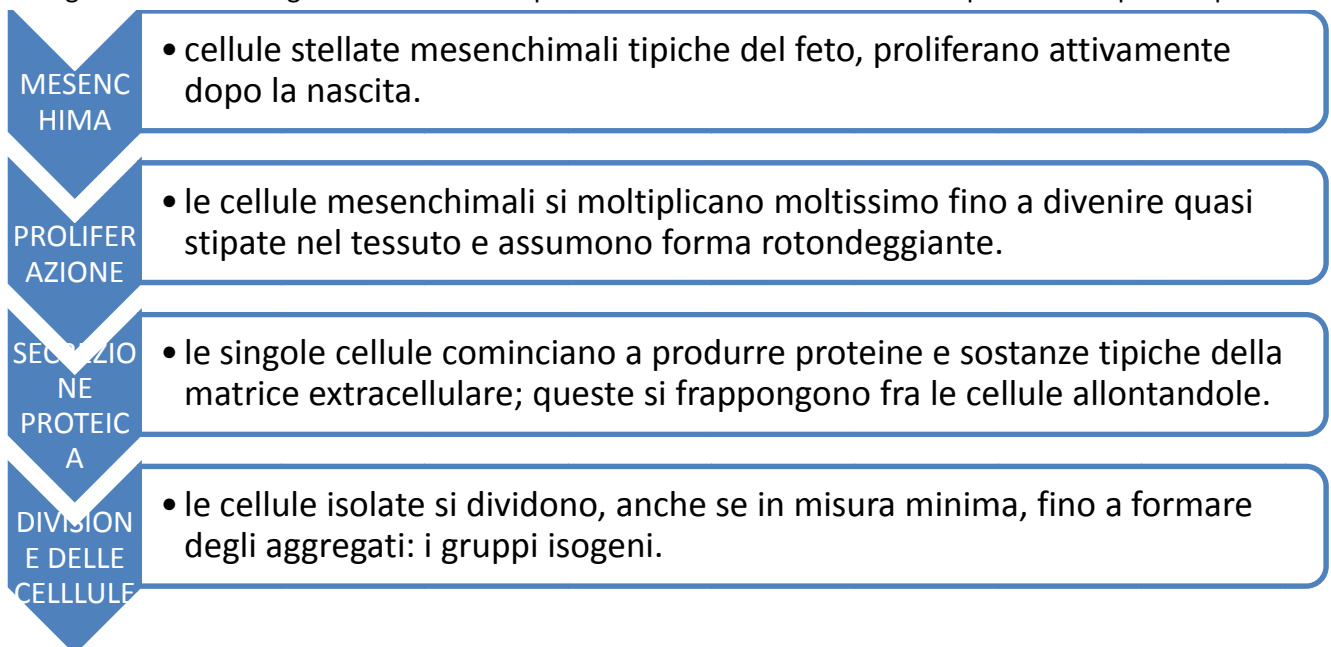 MESENC
HIMA
• cellule stellate mesenchimali tipiche del feto, proliferano attivamente
dopo la nascita.
PROLIFER
AZIONE
• le cellule mesenchimali si moltiplicano moltissimo fino a divenire quasi
stipate nel tessuto e assumono forma rotondeggiante.
SECREZIO
NE
PROTEIC
A
• le singole cellule cominciano a produrre proteine e sostanze tipiche della
matrice extracellulare; queste si frappongono fra le cellule allontandole.
DIVISION
E DELLE
CELLLULE
• le cellule isolate si dividono, anche se in misura minima, fino a formare
degli aggregati: i gruppi isogeni.